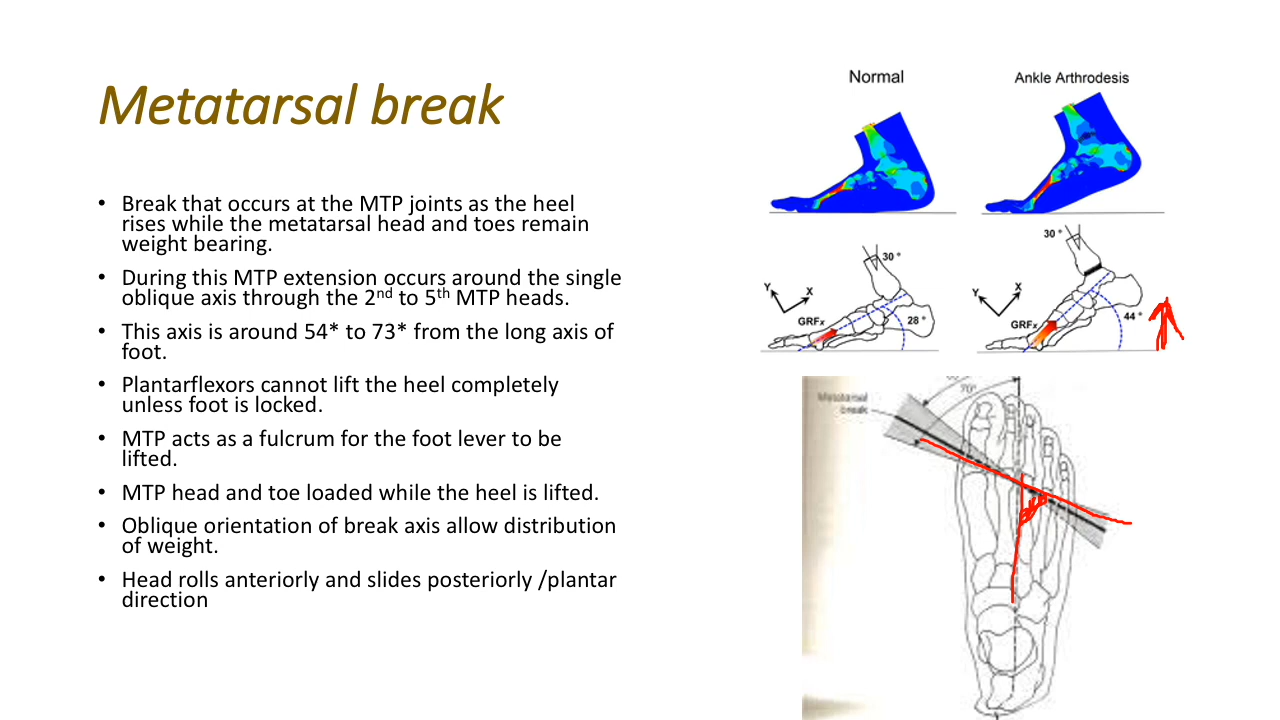 Metatarsal break
• Break that occurs at the MTP joints as the heel
rises while the metatarsal head and toes remain
weight bearing.
• During this MTP extension occurs around the single
oblique axis through the 2nd to 5th MTP heads.
• This axis is around 54* to 73* from the long axis of
foot.
• Plantarflexors cannot lift the heel completely
unless foot is locked.
• MTP acts as a fulcrum for the foot lever to be
lifted.
• MTP head and toe loaded while the heel is lifted.
• Oblique orientation of break axis allow distribution
of weight.
• Head rolls anteriorly and slides posteriorly /plantar
direction
Normal
Ankle Arthrodesis
30 °
Y
X
GRFx
28 °
30 °
Y
X
GRFx
44 °
70°
Metatarsal
break